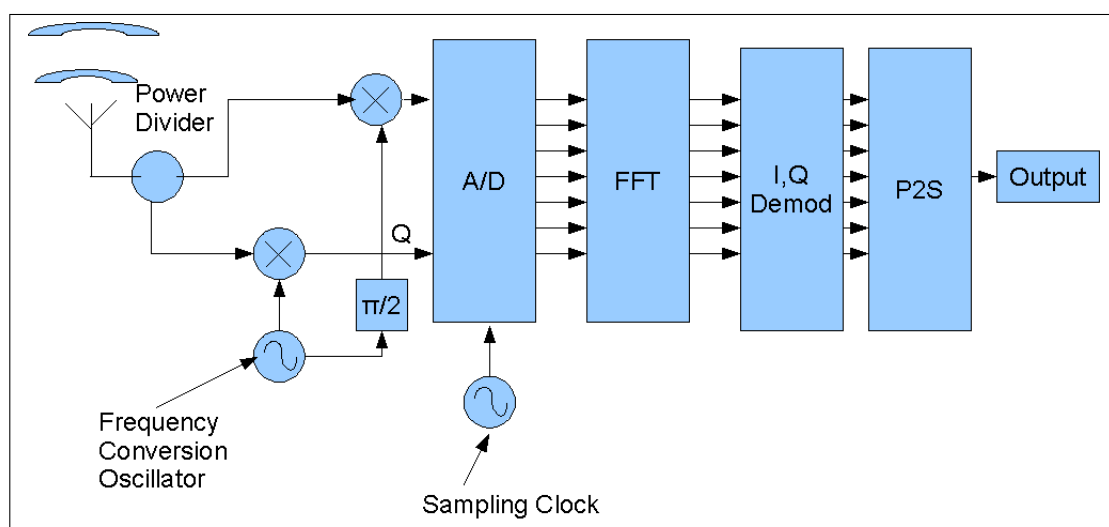 Power
Divider
A/D
FFT
I,Q
Demod
P2S
Output
Q
π/2
Frequency
Conversion
Oscillator
Sampling Clock